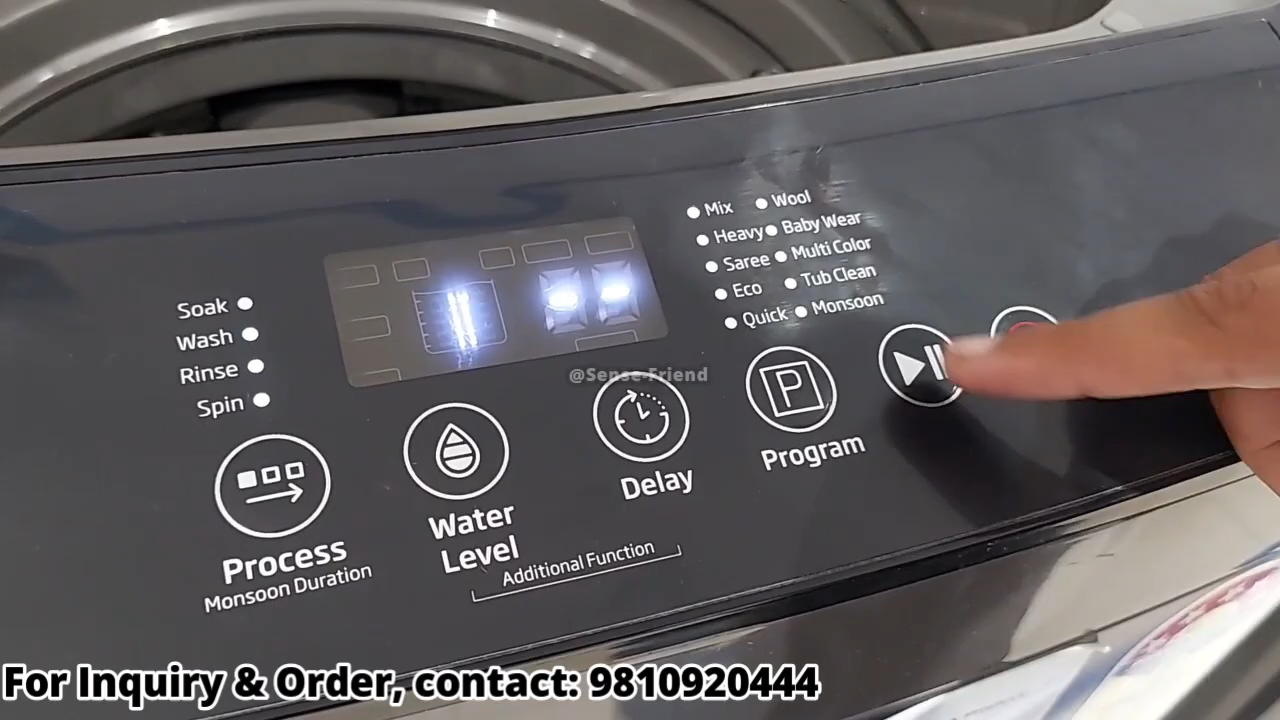 Mix Wool
Heavy Baby Wear
Saree Multi Color
Eco Tub Clean
Quick Monsoon
Soak
Wash
Rinse
Spin
@Sense-Friend
P
Process
Monsoon Duration
Water
Level
Delay
Program
Additional Function
For Inquiry & Order, contact: 9810920444